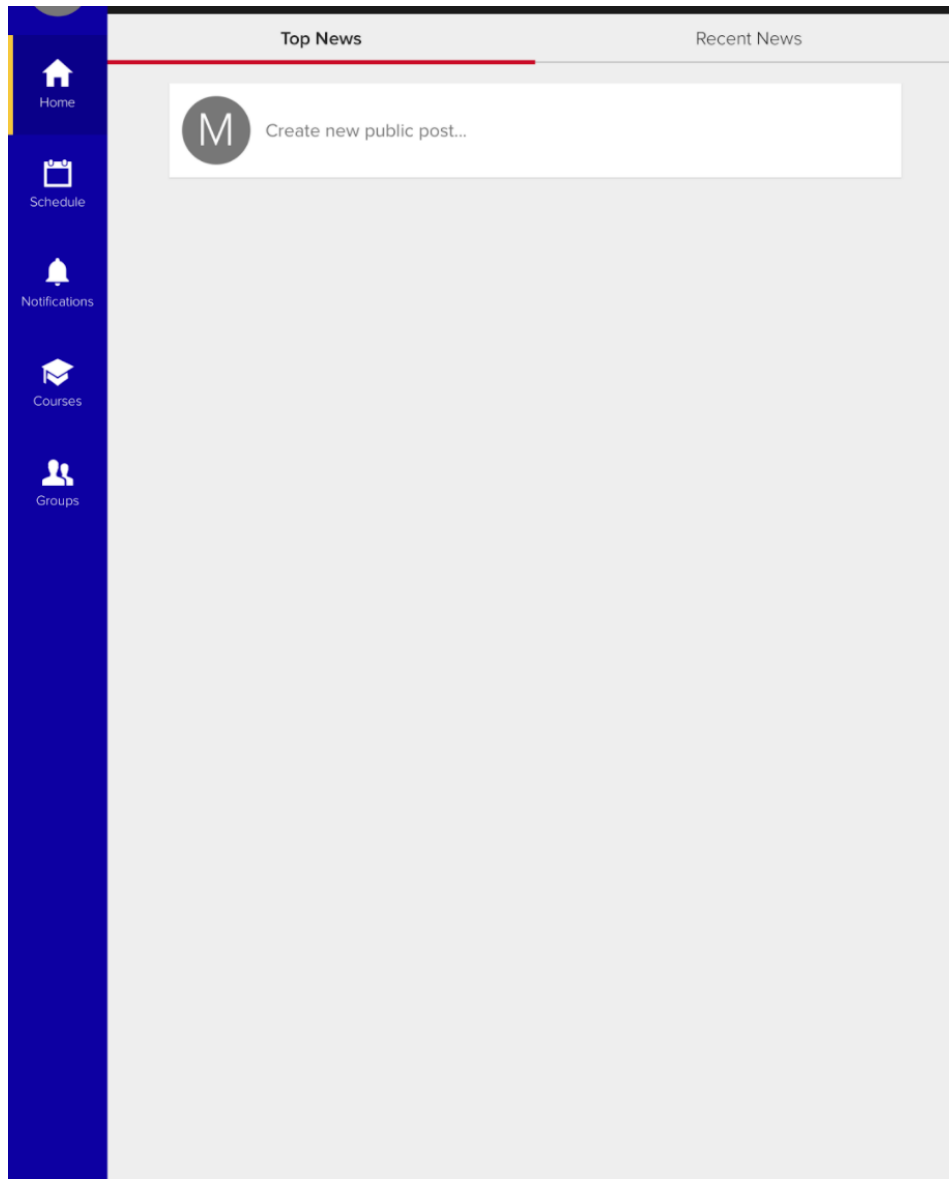 Top News
Recent News
Home
M
Create new public post...
Schedule
Notifications
Courses
Groups